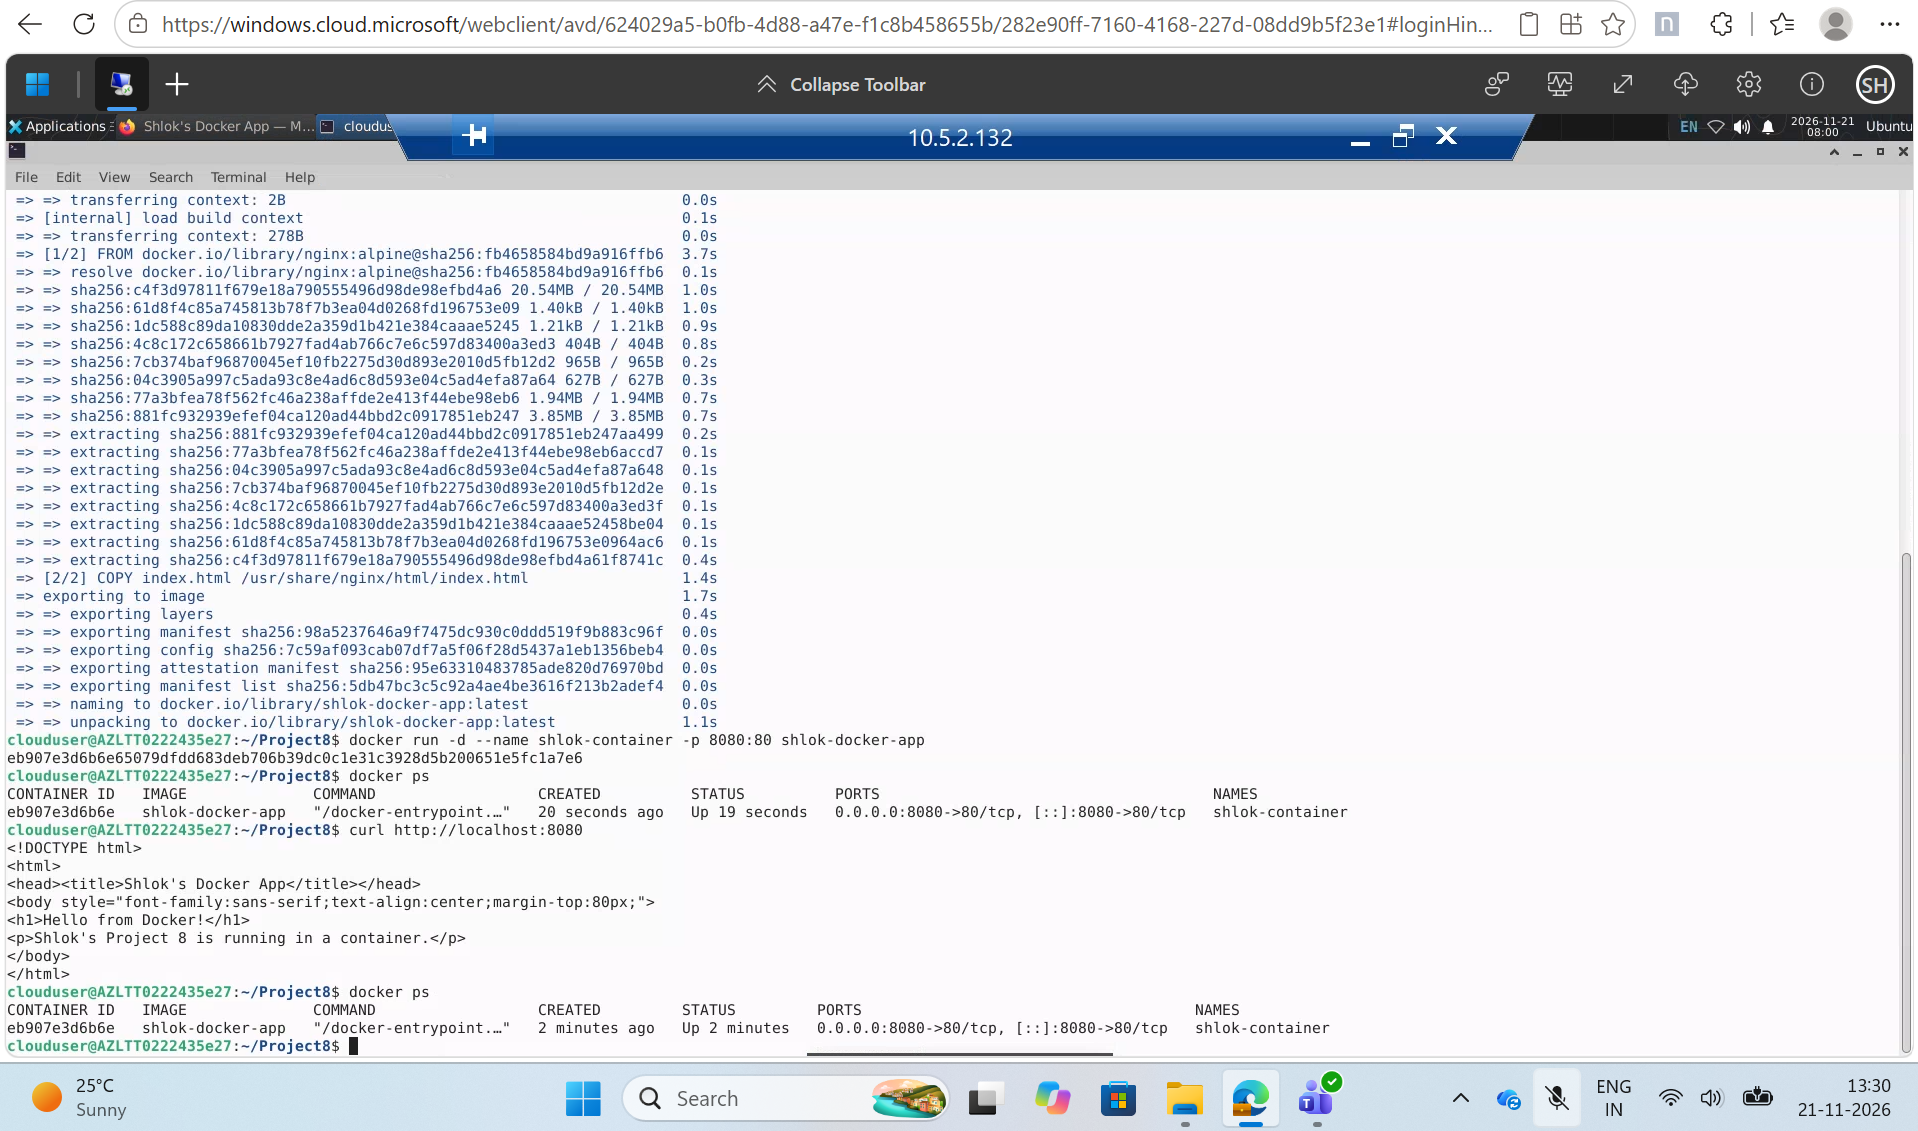 https://windows.cloud.microsoft/webclient/avd/624029a5-b0fb-4d88-a47e-f1c8b458655b/282e90ff-7160-4168-227d-08dd9b5f23e1#loginHin...
n
Collapse Toolbar
SH
Applications
Shlok's Docker App — M...
cloudus
10.5.2.132
EN
2026-11-21
08:00
Ubuntu
File Edit View Search Terminal Help
=> => transferring context: 2B 0.0s
=> [internal] load build context 0.1s
=> => transferring context: 278B 0.0s
=> [1/2] FROM docker.io/library/nginx:alpine@sha256:fb4658584bd9a916ffb6 3.7s
=> => resolve docker.io/library/nginx:alpine@sha256:fb4658584bd9a916ffb6 0.1s
=> => sha256:c4f3d97811f679e18a790555496d98de98efbd4a6 20.54MB / 20.54MB 1.0s
=> => sha256:61d8f4c85a745813b78f7b3ea04d0268fd196753e09 1.40kB / 1.40kB 1.0s
=> => sha256:1dc588c89da10830dde2a359d1b421e384caaae5245 1.21kB / 1.21kB 0.9s
=> => sha256:4c8c172c658661b7927fad4ab766c7e6c597d83400a3ed3 404B / 404B 0.8s
=> => sha256:7cb374baf96870045ef10fb2275d30d893e2010d5fb12d2 965B / 965B 0.2s
=> => sha256:04c3905a997c5ada93c8e4ad6c8d593e04c5ad4efa87a64 627B / 627B 0.3s
=> => sha256:77a3bfea78f562fc46a238affde2e413f44ebe98eb6 1.94MB / 1.94MB 0.7s
=> => sha256:881fc932939efef04ca120ad44bbd2c0917851eb247 3.85MB / 3.85MB 0.7s
=> => extracting sha256:881fc932939efef04ca120ad44bbd2c0917851eb247aa499 0.2s
=> => extracting sha256:77a3bfea78f562fc46a238affde2e413f44ebe98eb6accd7 0.1s
=> => extracting sha256:04c3905a997c5ada93c8e4ad6c8d593e04c5ad4efa87a648 0.1s
=> => extracting sha256:7cb374baf96870045ef10fb2275d30d893e2010d5fb12d2e 0.1s
=> => extracting sha256:4c8c172c658661b7927fad4ab766c7e6c597d83400a3ed3f 0.1s
=> => extracting sha256:1dc588c89da10830dde2a359d1b421e384caaae52458be04 0.1s
=> => extracting sha256:61d8f4c85a745813b78f7b3ea04d0268fd196753e0964ac6 0.1s
=> => extracting sha256:c4f3d97811f679e18a790555496d98de98efbd4a61f8741c 0.4s
=> [2/2] COPY index.html /usr/share/nginx/html/index.html 1.4s
=> exporting to image 1.7s
=> => exporting layers 0.4s
=> => exporting manifest sha256:98a5237646a9f7475dc930c0ddd519f9b883c96f 0.0s
=> => exporting config sha256:7c59af093cab07df7a5f06f28d5437a1eb1356beb4 0.0s
=> => exporting attestation manifest sha256:95e63310483785ade820d76970bd 0.0s
=> => exporting manifest list sha256:5db47bc3c5c92a4ae4be3616f213b2adef4 0.0s
=> => naming to docker.io/library/shlok-docker-app:latest 0.0s
=> => unpacking to docker.io/library/shlok-docker-app:latest 1.1s
clouduser@AZLTT0222435e27:~/Project8$ docker run -d --name shlok-container -p 8080:80 shlok-docker-app
eb907e3d6b6e65079dfdd683deb706b39dc0c1e31c3928d5b200651e5fc1a7e6
clouduser@AZLTT0222435e27:~/Project8$ docker ps
CONTAINER ID IMAGE COMMAND CREATED STATUS PORTS NAMES
eb907e3d6b6e shlok-docker-app "/docker-entrypoint.…" 20 seconds ago Up 19 seconds 0.0.0.0:8080->80/tcp, [::]:8080->80/tcp shlok-container
clouduser@AZLTT0222435e27:~/Project8$ curl http://localhost:8080
<!DOCTYPE html>
<html>
<head><title>Shlok's Docker App</title></head>
<body style="font-family:sans-serif;text-align:center;margin-top:80px;">
<h1>Hello from Docker!</h1>
<p>Shlok's Project 8 is running in a container.</p>
</body>
</html>
clouduser@AZLTT0222435e27:~/Project8$ docker ps
CONTAINER ID IMAGE COMMAND CREATED STATUS PORTS NAMES
eb907e3d6b6e shlok-docker-app "/docker-entrypoint.…" 2 minutes ago Up 2 minutes 0.0.0.0:8080->80/tcp, [::]:8080->80/tcp shlok-container
clouduser@AZLTT0222435e27:~/Project8$
25°C
Sunny
Search
ENG
IN
13:30
21-11-2026